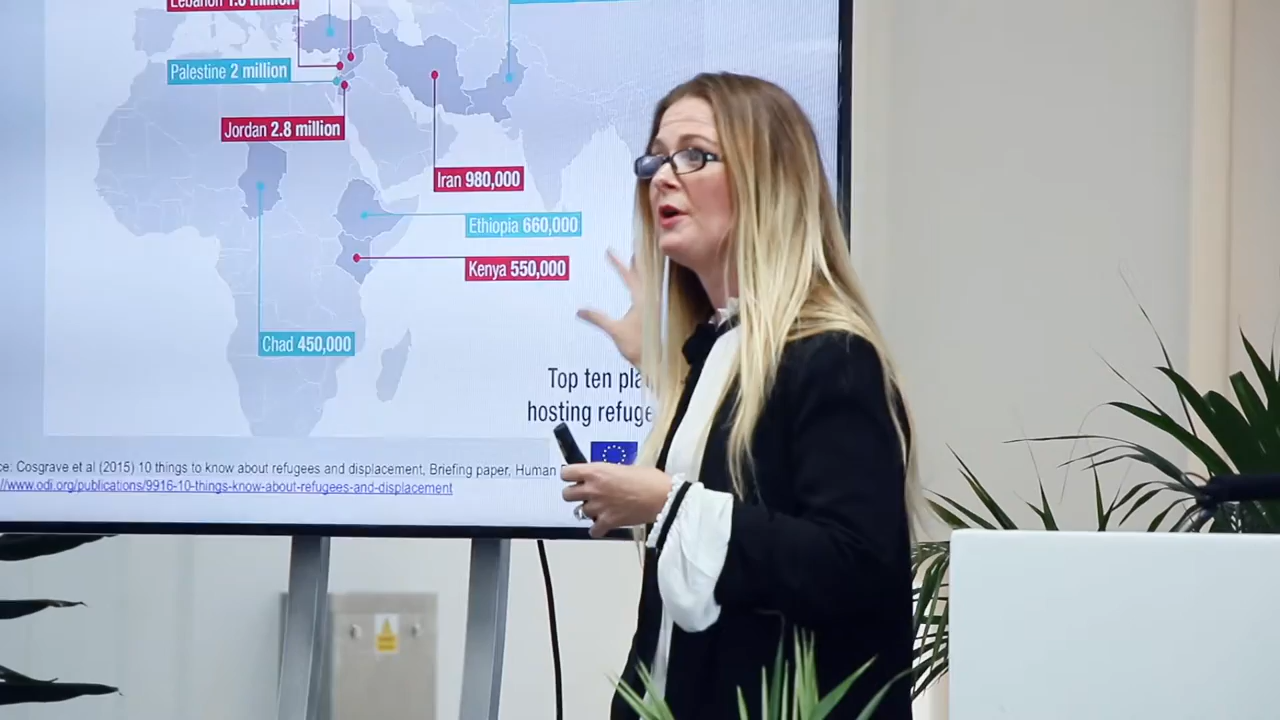 Lebanon 1.6 million
Palestine 2 million
Jordan 2.8 million
Iran 980,000
Ethiopia 660,000
Kenya 550,000
Chad 450,000
Top ten
hosting
ce: Cosgrave et al (2015) 10 things to know about refugees and displacement, Briefing paper, Human
//www.odi.org/publications/9916-10-things-know-about-refugees-and-displacement